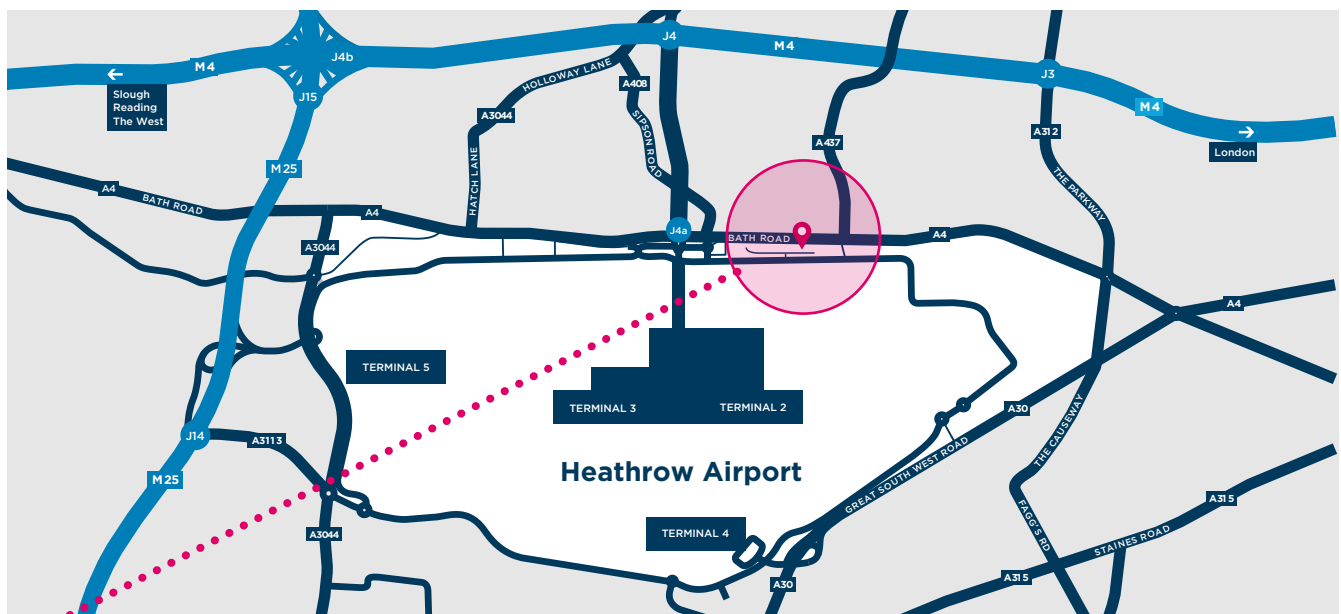 J4
M4
M4
J4b
M4
J3
J15
Slough
Reading
The West
HOLLOWAY LANE
A408
A3044
SIPSON ROAD
M4
London
A312
A437
M25
HATCH LANE
THE PARKWAY
A4
BATH ROAD
A4
J4a
BATH ROAD
A4
A3044
A4
TERMINAL 5
TERMINAL 3
TERMINAL 2
A30
THE CAUSEWAY
J14
A3113
GREAT SOUTH WEST ROAD
Heathrow Airport
M25
A315
FAGG'S RD
STAINES ROAD
A3044
TERMINAL 4
A30
A315